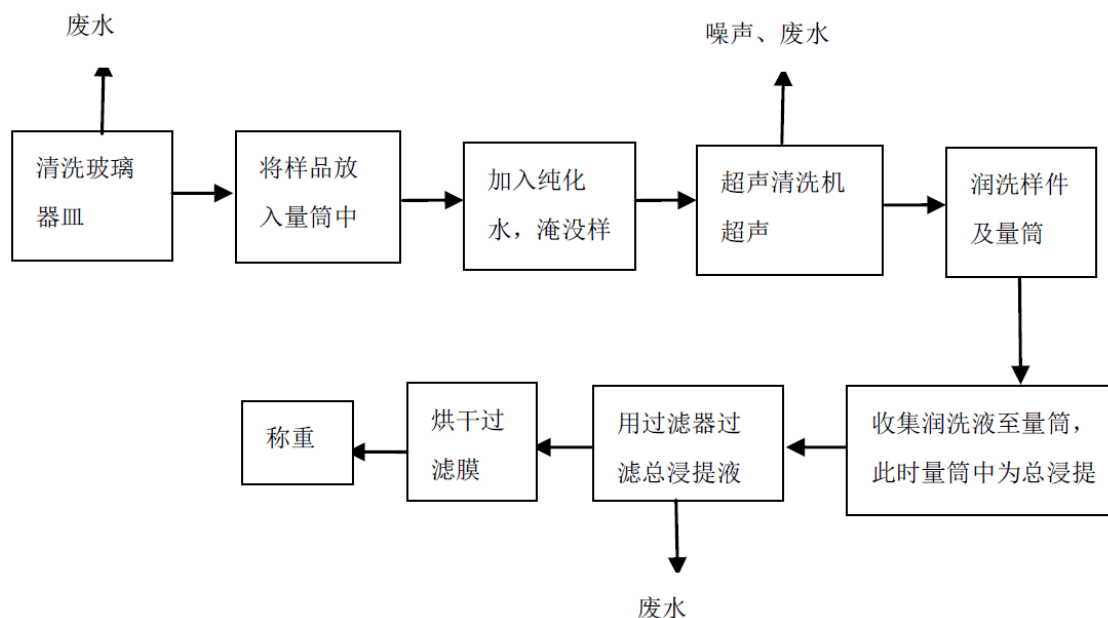 废水
噪声、废水
清洗玻璃
器皿
将样品放
入量筒中
加入纯化
水，淹没样
超声清洗机
超声
润洗样件
及量筒
收集润洗液至量筒，
此时量筒中为总浸提
用过滤器过
滤总浸提液
烘干过
滤膜
称重
废水